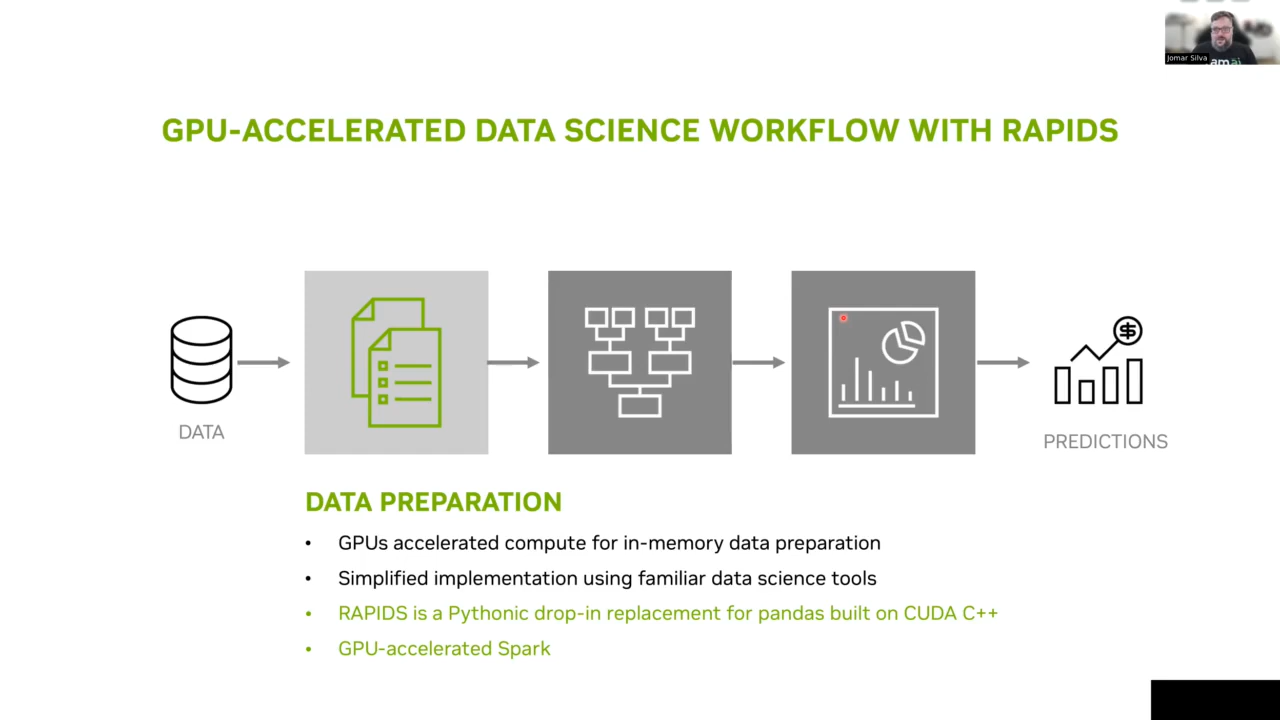 Jomar Silva
GPU-ACCELERATED DATA SCIENCE WORKFLOW WITH RAPIDS
DATA
PREDICTIONS
DATA PREPARATION
• GPUs accelerated compute for in-memory data preparation
• Simplified implementation using familiar data science tools
• RAPIDS is a Pythonic drop-in replacement for pandas built on CUDA C++
• GPU-accelerated Spark